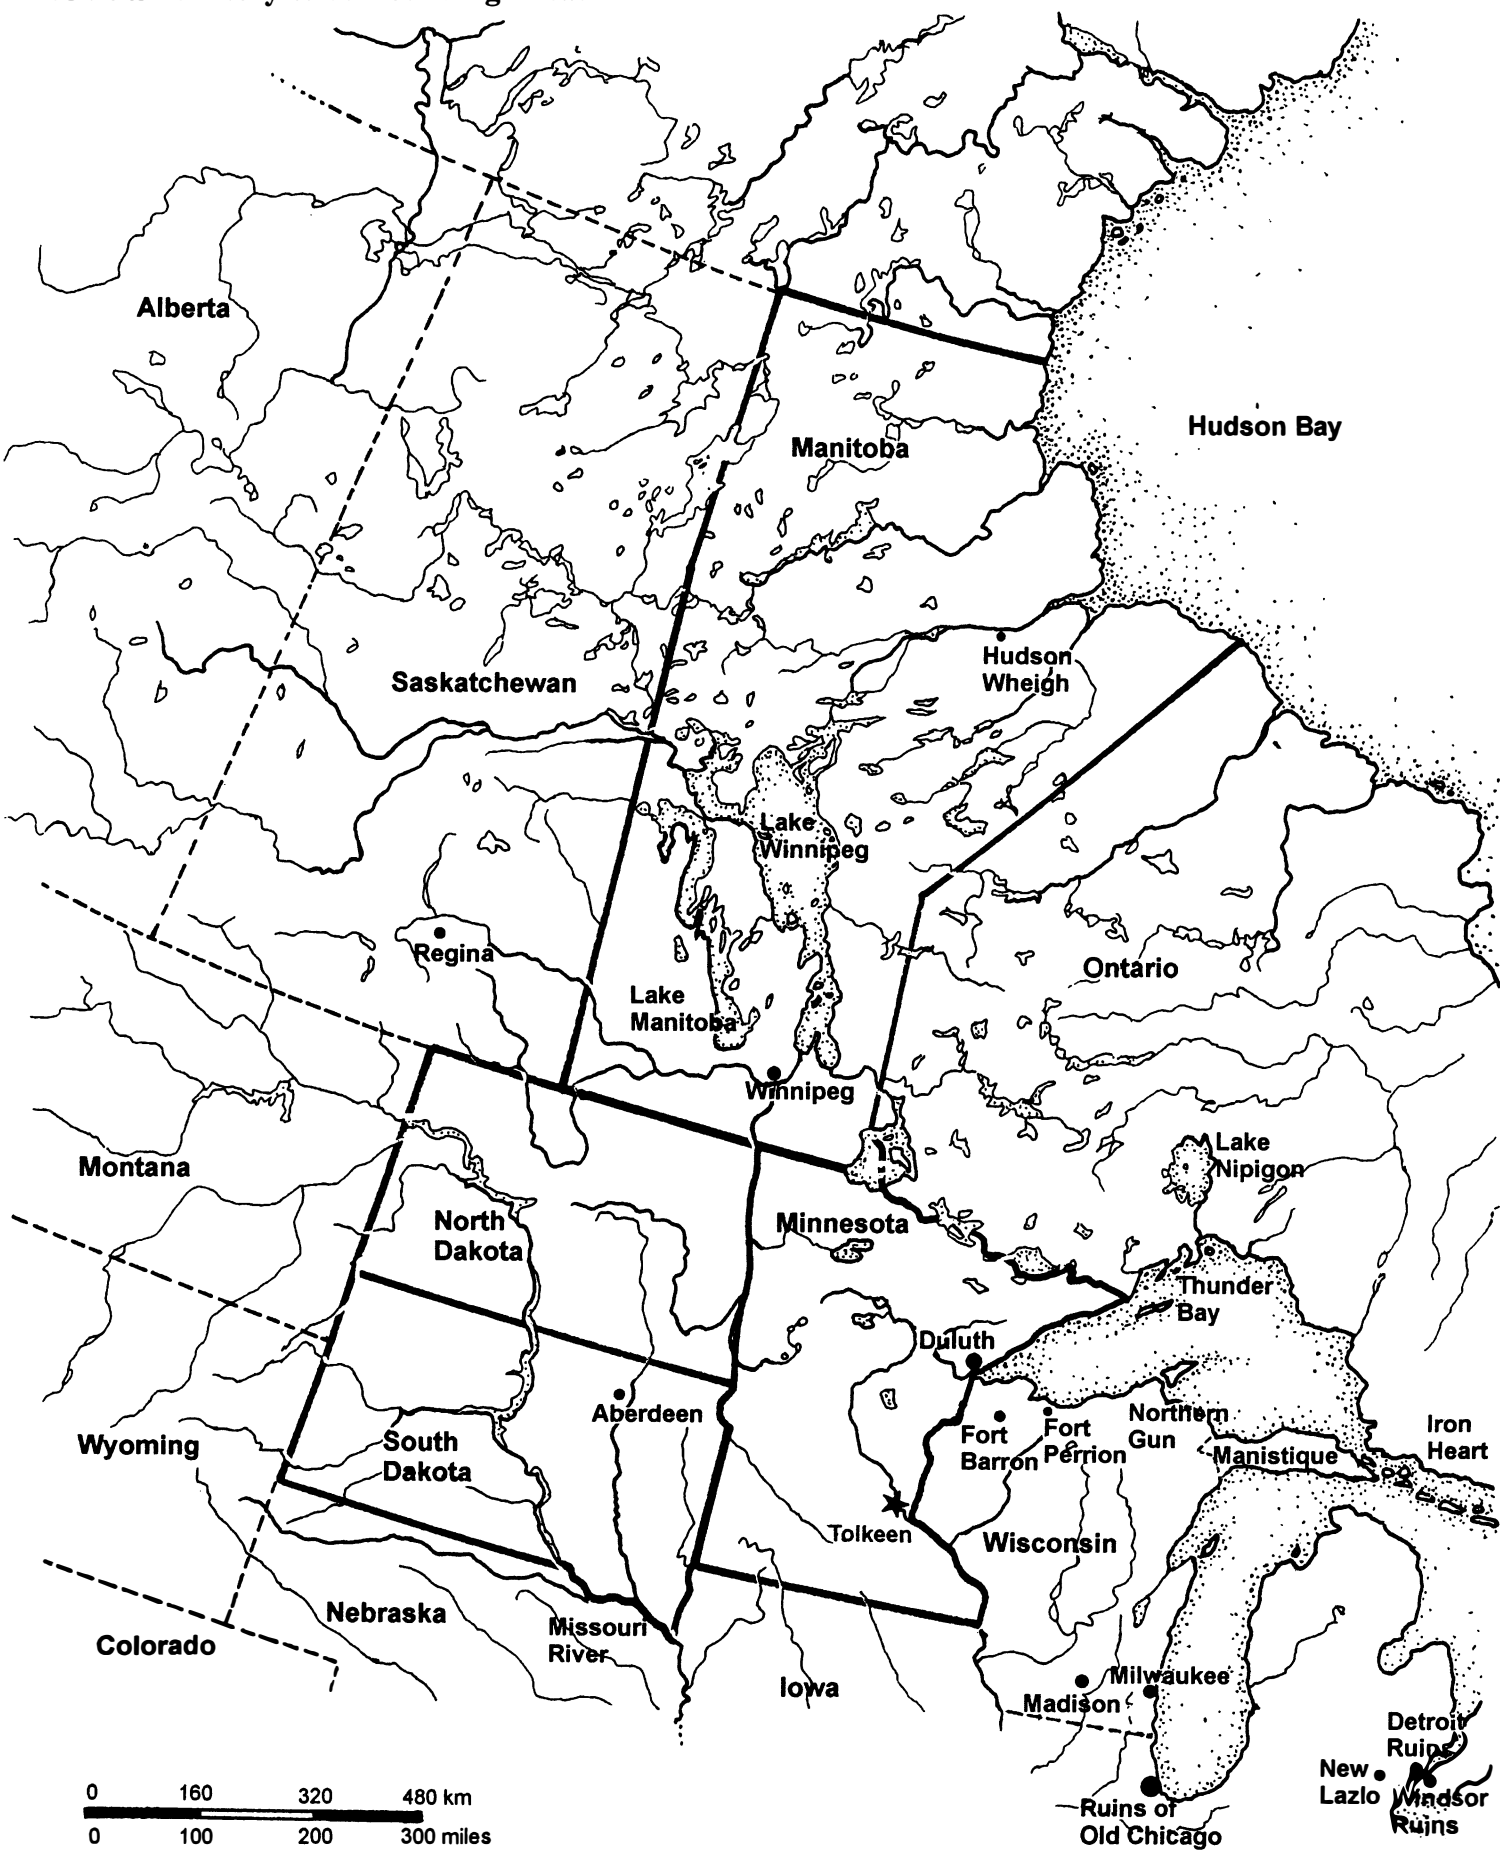 Alberta
Hudson Bay
Manitoba
Hudson
Wheigh
Saskatchewan
Lake
Winnipeg
Regina
Ontario
Lake
Manitoba
Winnipeg
Montana
Lake
Nipigon
North
Dakota
Minnesota
Thunder
Bay
Duluth
Aberdeen
Fort
Barron
Fort
Perrion
Northern
Gun
Iron
Heart
Wyoming
South
Dakota
Manistique
Tolkeen
Wisconsin
Nebraska
Missouri
River
Colorado
Iowa
Milwaukee
Madison
Detroit
Ruins
New
Lazlo
Windsor
Ruins
Ruins of
Old Chicago
0 160 320 480 km
0 100 200 300 miles